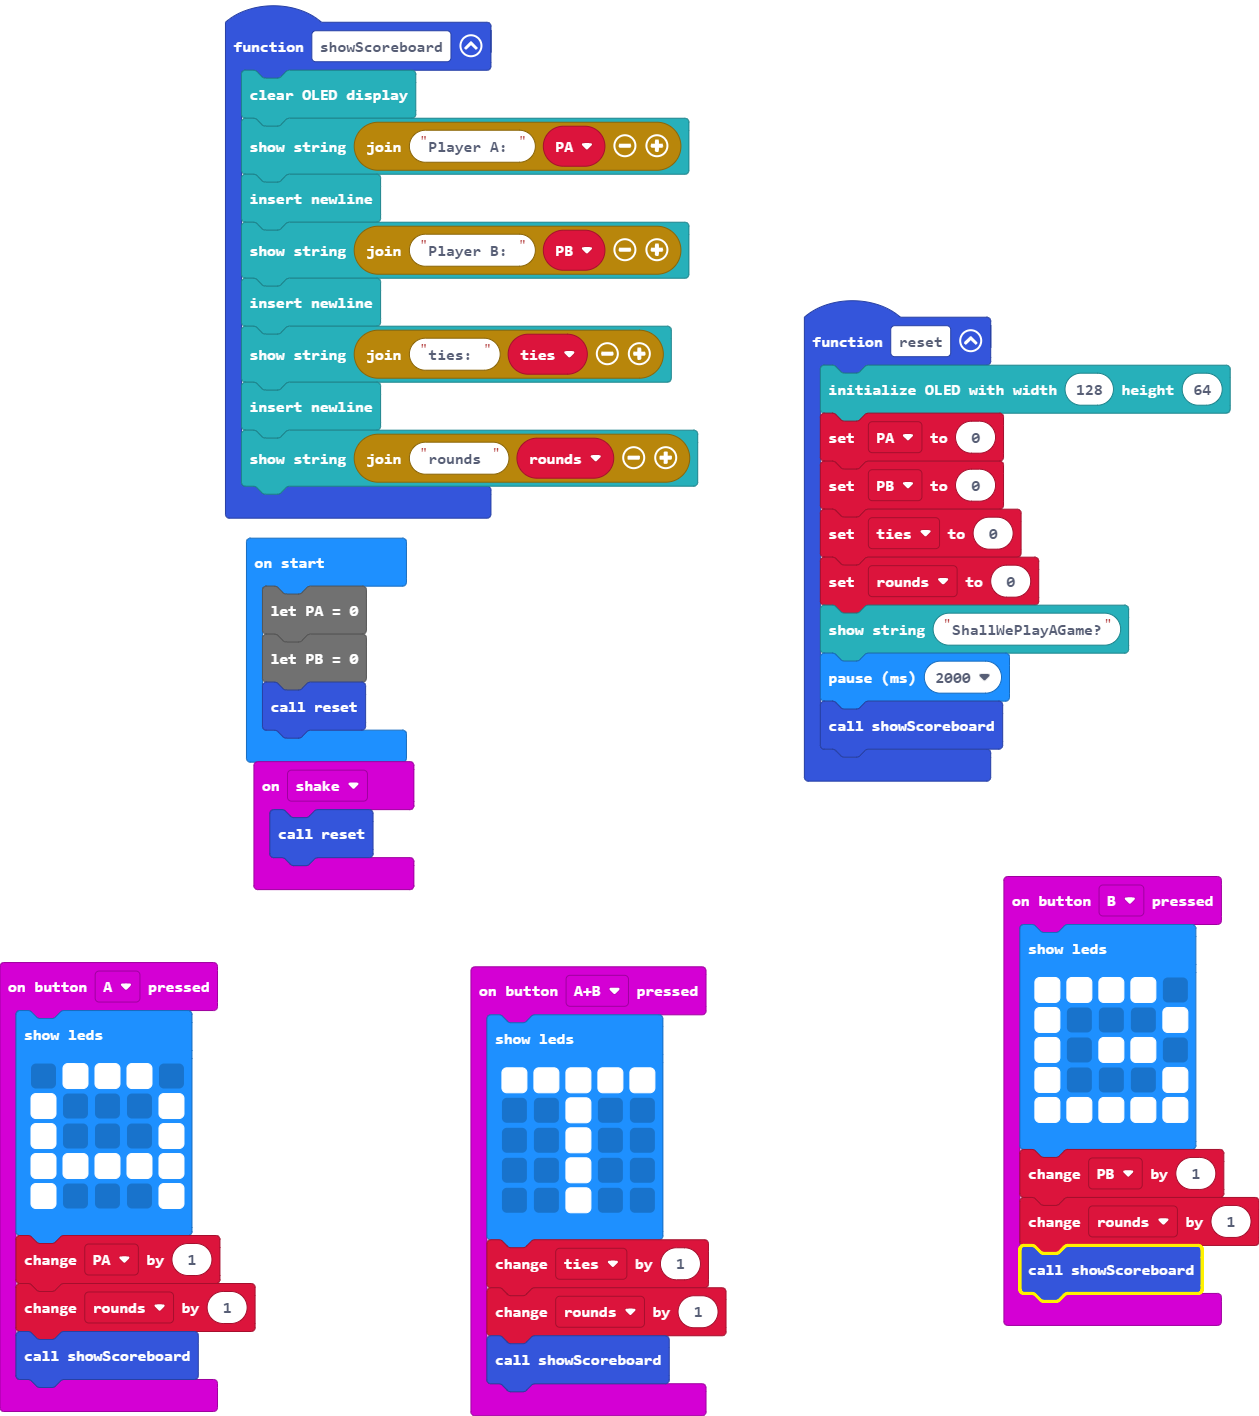 function showScoreboard
clear OLED display
show string join "Player A: " PA
insert newline
show string join "Player B: " PB
insert newline
show string join "ties: " ties
insert newline
show string join "rounds " rounds
on start
let PA = 0
let PB = 0
call reset
on shake
call reset
function reset
initialize OLED with width 128 height 64
set PA to 0
set PB to 0
set ties to 0
set rounds to 0
show string "ShallWePlayAGame?"
pause (ms) 2000
call showScoreboard
on button A pressed
show leds
change PA by 1
change rounds by 1
call showScoreboard
on button A+B pressed
show leds
change ties by 1
change rounds by 1
call showScoreboard
on button B pressed
show leds
change PB by 1
change rounds by 1
call showScoreboard